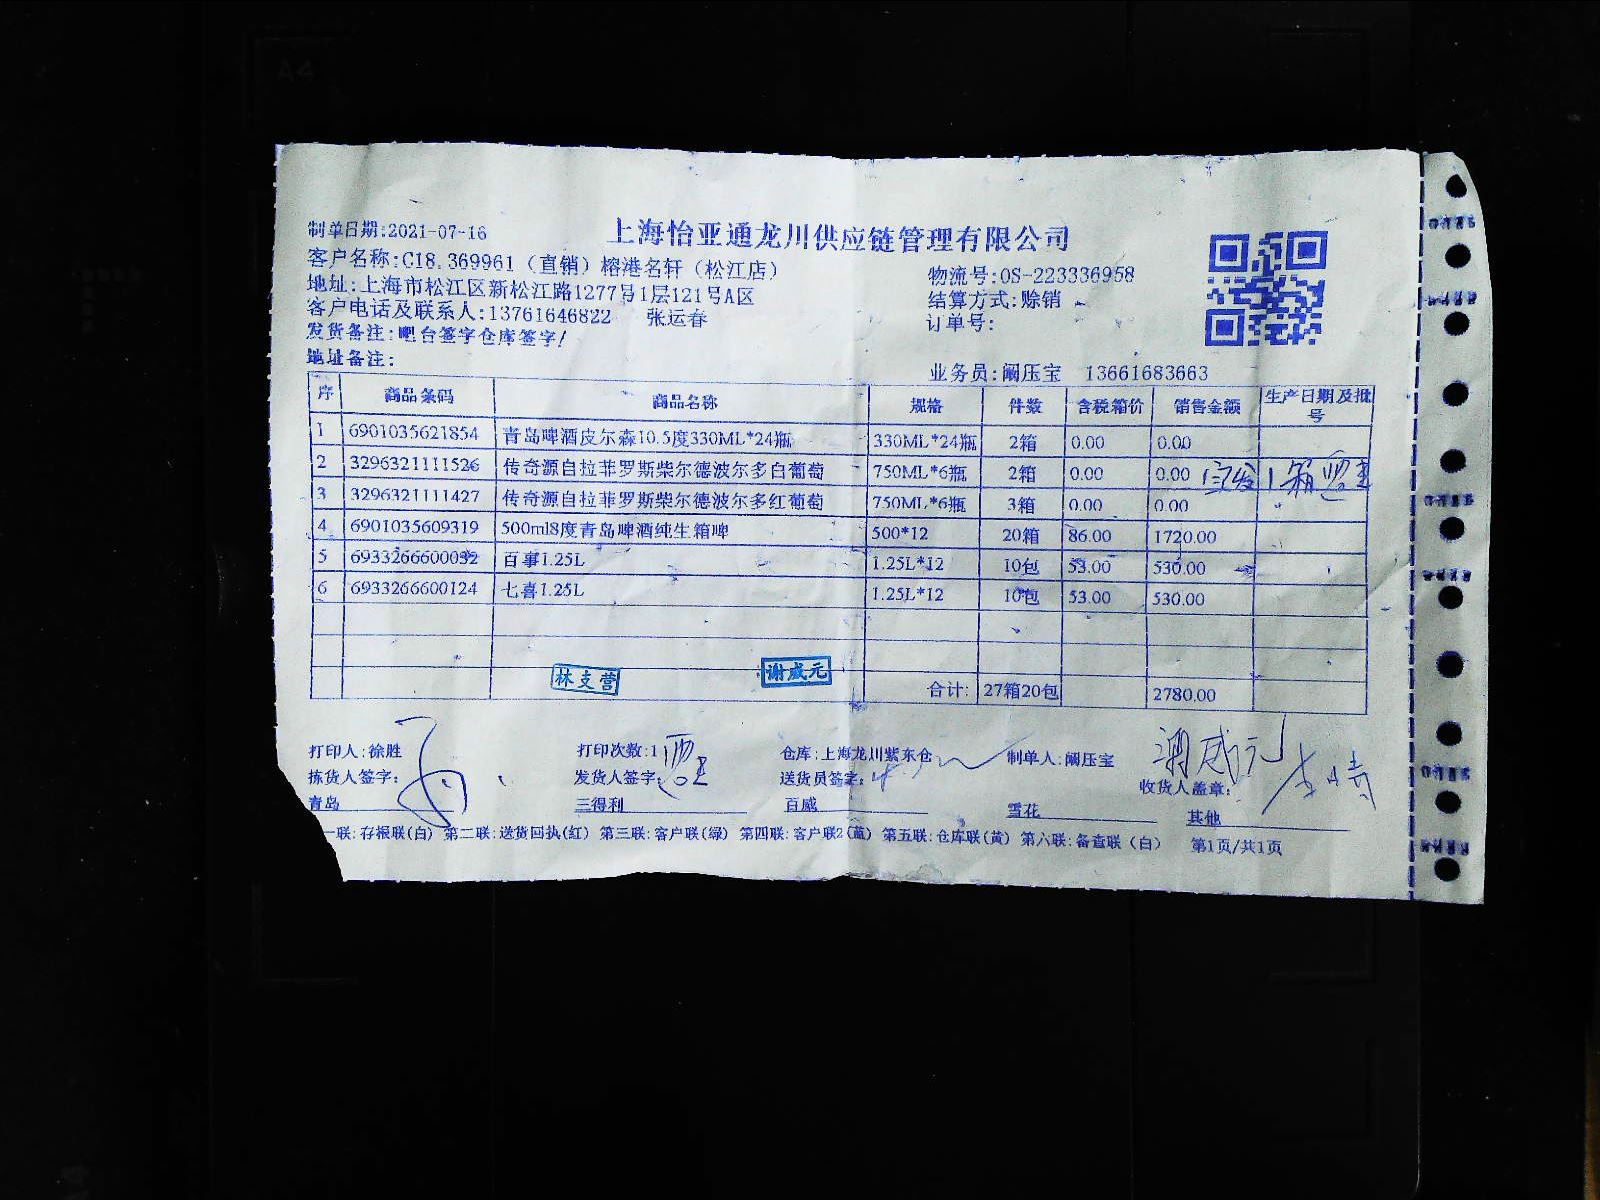 A4
制单日期:2021-07-16
上海怡亚通龙川供应链管理有限公司
客户名称:C18.369961（直销）榕港名轩（松江店）
物流号:OS-223336958
地址:上海市松江区新松江路1277号1层121号A区
结算方式:赊销
客户电话及联系人:13761646822 张运春
订单号:
发货备注:吧台签字仓库签字!
地址备注:
业务员:阚压宝 13661683663
序 商品条码 商品名称 规格 件数 含税箱价 销售金额 生产日期及批号
1 6901035621854 青岛啤酒皮尔森10.5度330ML*24瓶 330ML*24瓶 2箱 0.00 0.00
2 3296321111526 传奇源自拉菲罗斯柴尔德波尔多白葡萄 750ML*6瓶 2箱 0.00 0.00 实发1箱
3 3296321111427 传奇源自拉菲罗斯柴尔德波尔多红葡萄 750ML*6瓶 3箱 0.00 0.00
4 6901035609319 500ml8度青岛啤酒纯生箱啤 500*12 20箱 86.00 1720.00
5 6933266600032 百事1.25L 1.25L*12 10包 53.00 530.00
6 6933266600124 七喜1.25L 1.25L*12 10包 53.00 530.00
林支营 谢威元
合计: 27箱20包 2780.00
打印人:徐胜 打印次数:1 仓库:上海龙川紫东仓 制单人:阚压宝
拣货人签字: 发货人签字: 送货员签字: 收货人盖章:
青岛 三得利 百威 雪花 其他
一联:存报联(白) 第二联:送货回执(红) 第三联:客户联(绿) 第四联:客户联2(蓝) 第五联:仓库联(黄) 第六联:备查联（白） 第1页/共1页